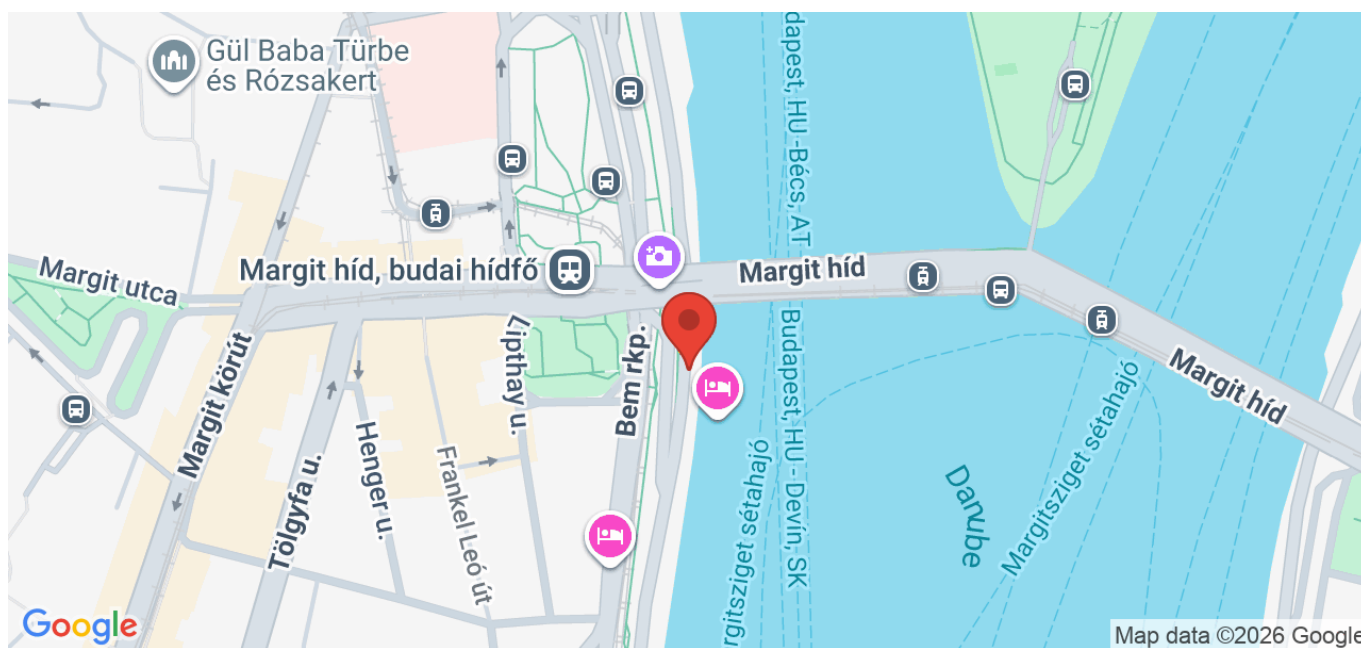 Gül Baba Türbe
és Rózsakert
Margit utca
Margit híd, budai hídfő
Margit híd
Margit híd
Margit körút
Tölgyfa u.
Henger u.
Frankel Leó út
Lipthay u.
Bem rkp.
dapest, HU -Bécs, AT
Budapest, HU - Devín, SK
rgitsziget sétahajó
Margitsziget sétahajó
Danube
Google
Map data ©2026 Google